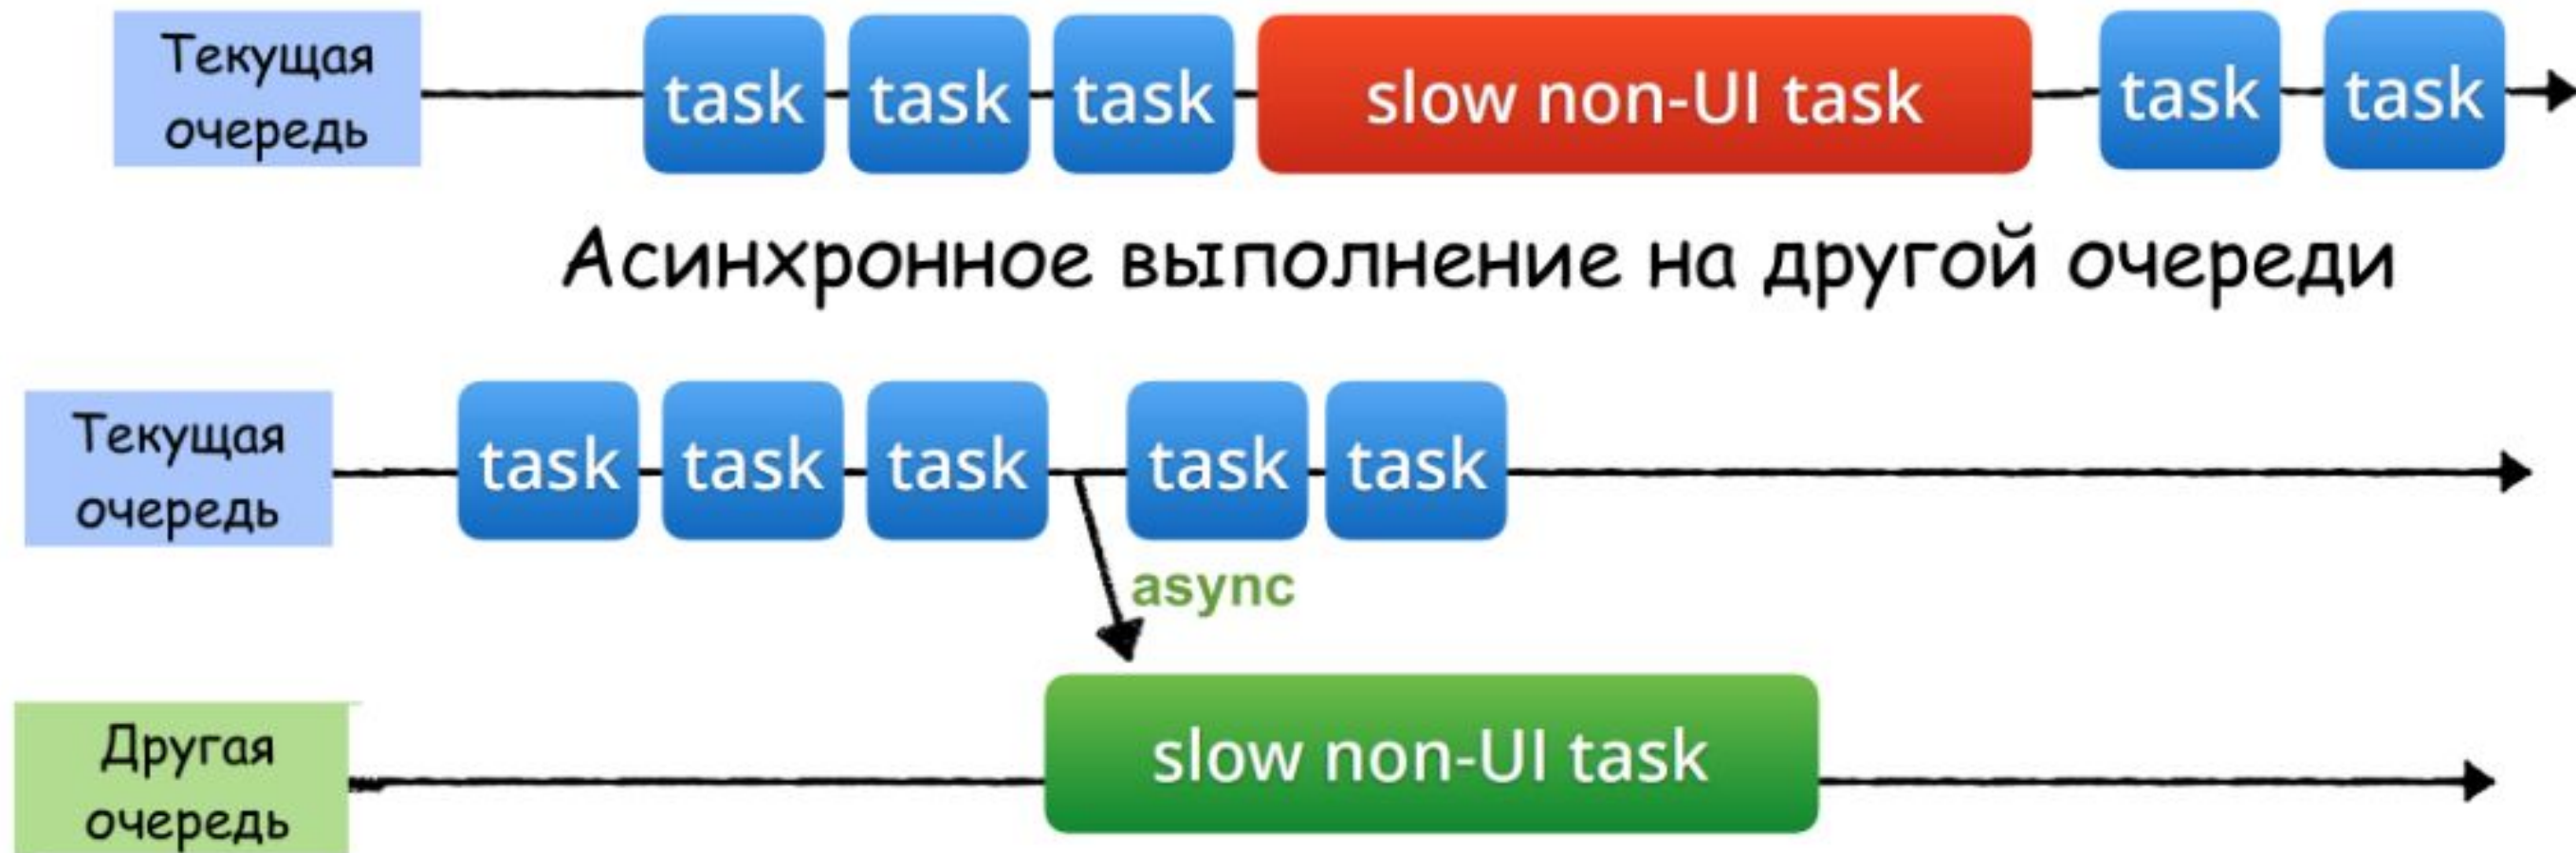 Текущая
очередь
task task task slow non-UI task task task
Асинхронное выполнение на другой очереди
Текущая
очередь
task task task task task
async
Другая
очередь
slow non-UI task